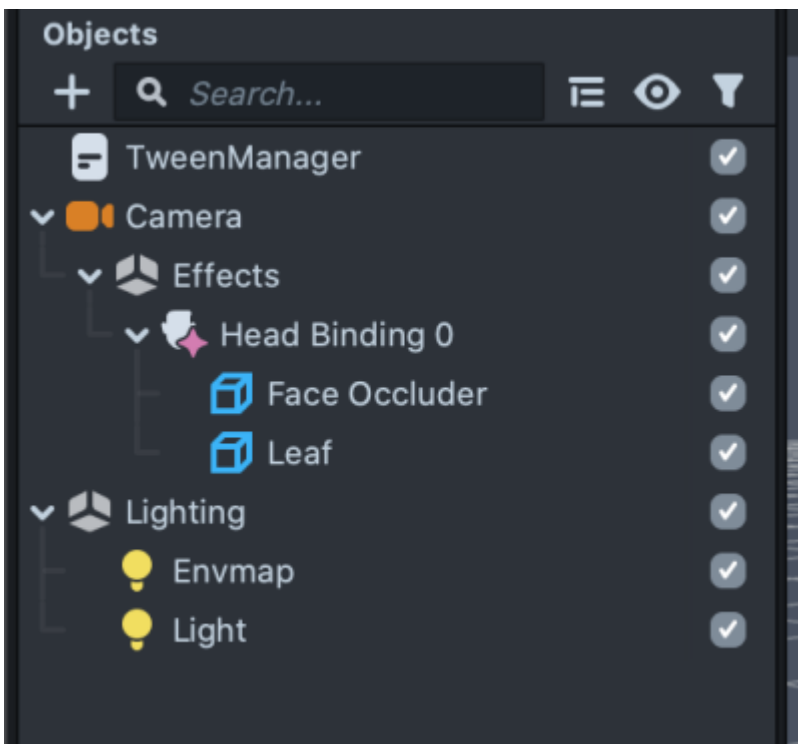 Objects
Search...
TweenManager
Camera
Effects
Head Binding 0
Face Occluder
Leaf
Lighting
Envmap
Light